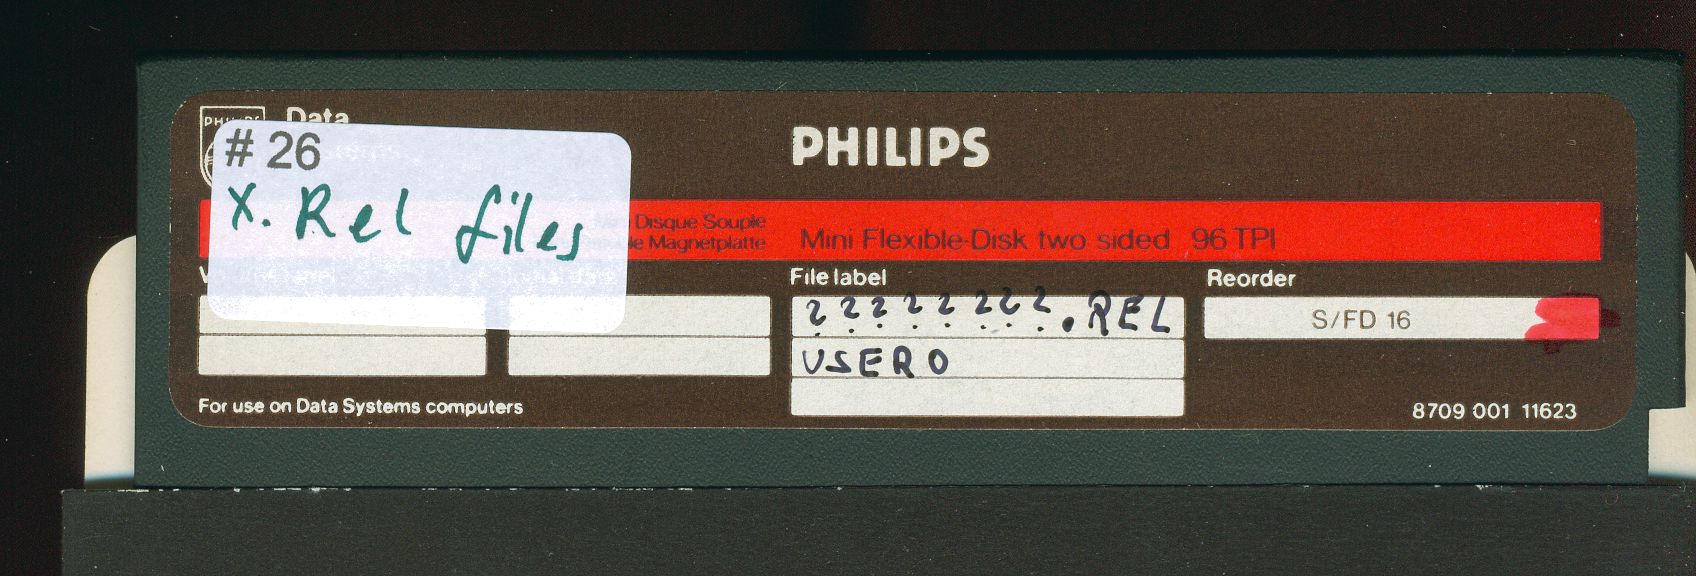 Data
PHILIPS
# 26
x. Rel files
Disque Souple
Magnetplatte
Mini Flexible-Disk two sided 96 TPI
File label
Reorder
????????.REL
S/FD 16
USER0
For use on Data Systems computers
8709 001 11623